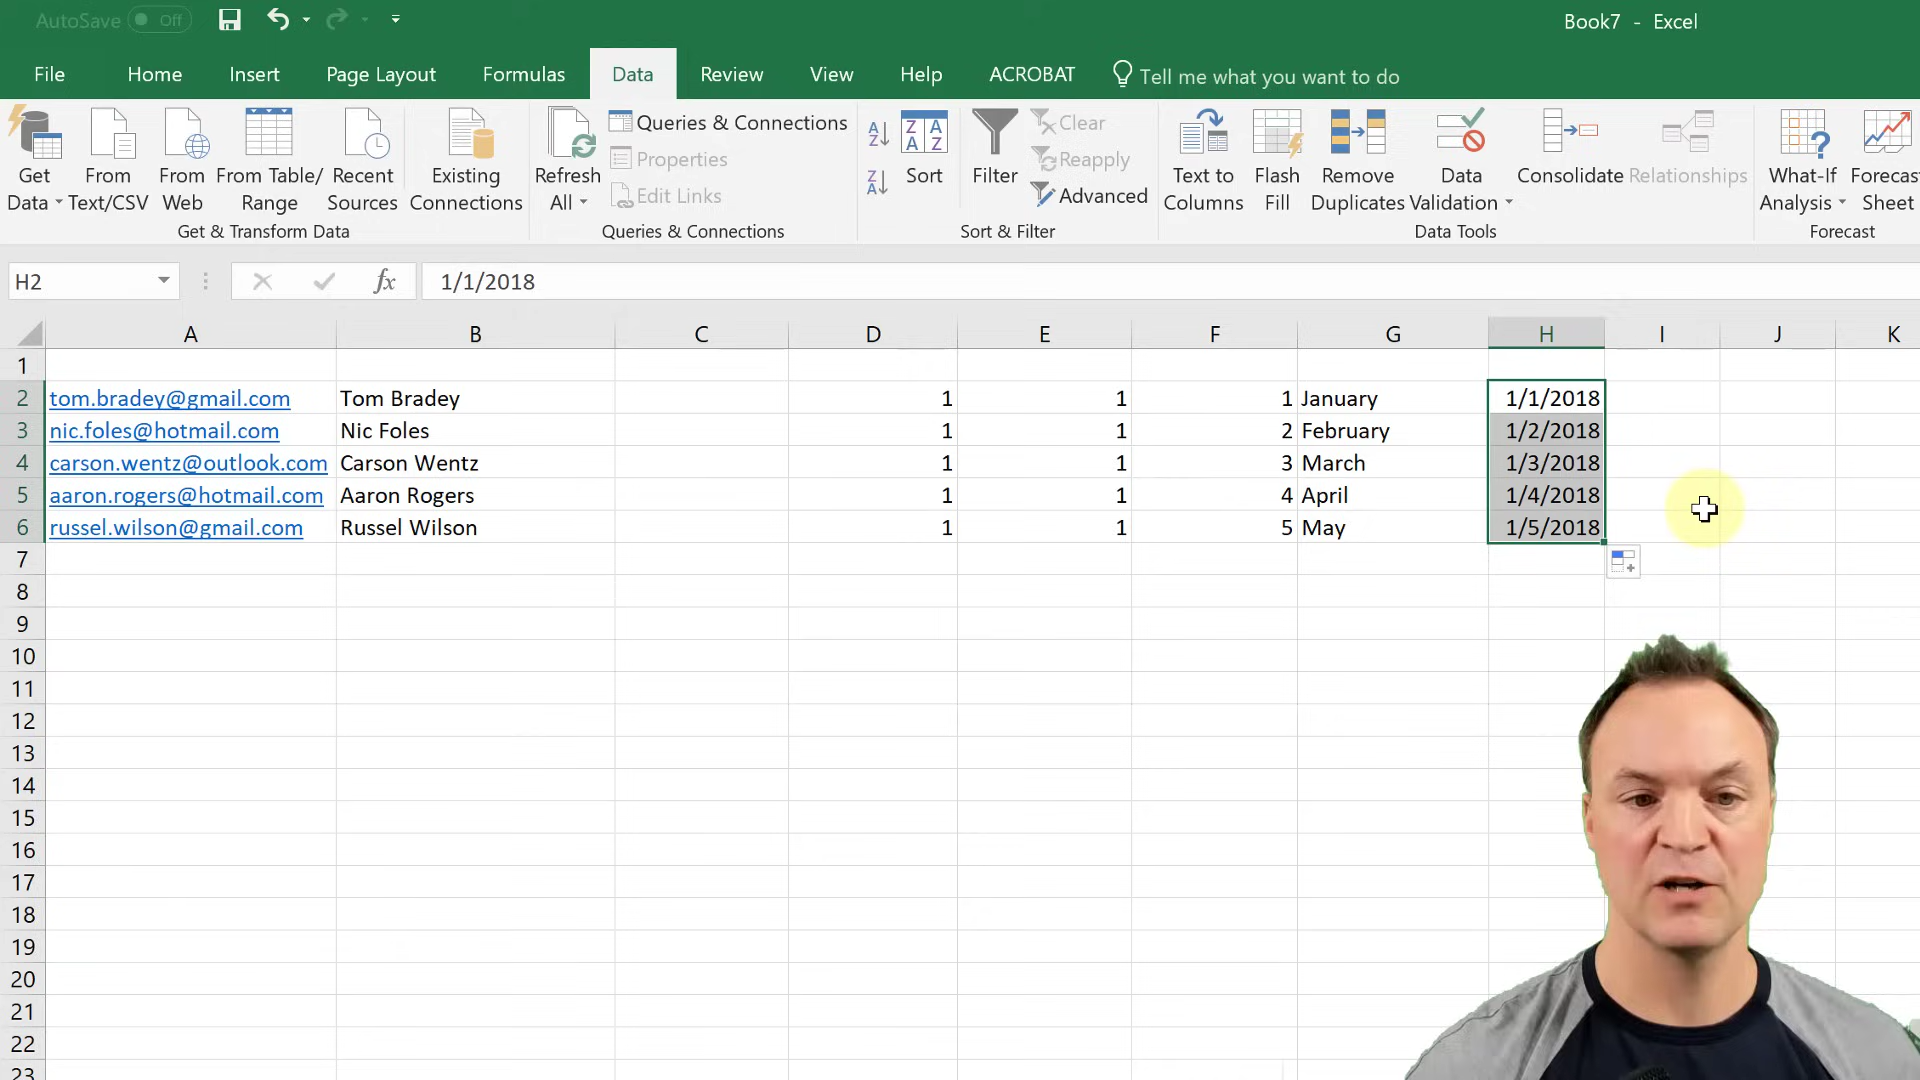 AutoSave Off Book7 - Excel
File Home Insert Page Layout Formulas Data Review View Help ACROBAT Tell me what you want to do
Get Data From Text/CSV From Web From Table/ Range Recent Sources Existing Connections
Refresh All Queries & Connections
Properties
Edit Links
A Z
Z A
Z A A Z
Sort Filter Clear
Reapply
Advanced
Text to Columns Flash Fill Remove Duplicates Data Validation Consolidate Relationships What-If Analysis Forecas Sheet
Get & Transform Data Queries & Connections Sort & Filter Data Tools Forecast
H2 fx 1/1/2018
A B C D E F G H I J K
1
2 tom.bradey@gmail.com Tom Bradey 1 1 1 January 1/1/2018
3 nic.foles@hotmail.com Nic Foles 1 1 2 February 1/2/2018
4 carson.wentz@outlook.com Carson Wentz 1 1 3 March 1/3/2018
5 aaron.rogers@hotmail.com Aaron Rogers 1 1 4 April 1/4/2018
6 russel.wilson@gmail.com Russel Wilson 1 1 5 May 1/5/2018
7
8
9
10
11
12
13
14
15
16
17
18
19
20
21
22
23